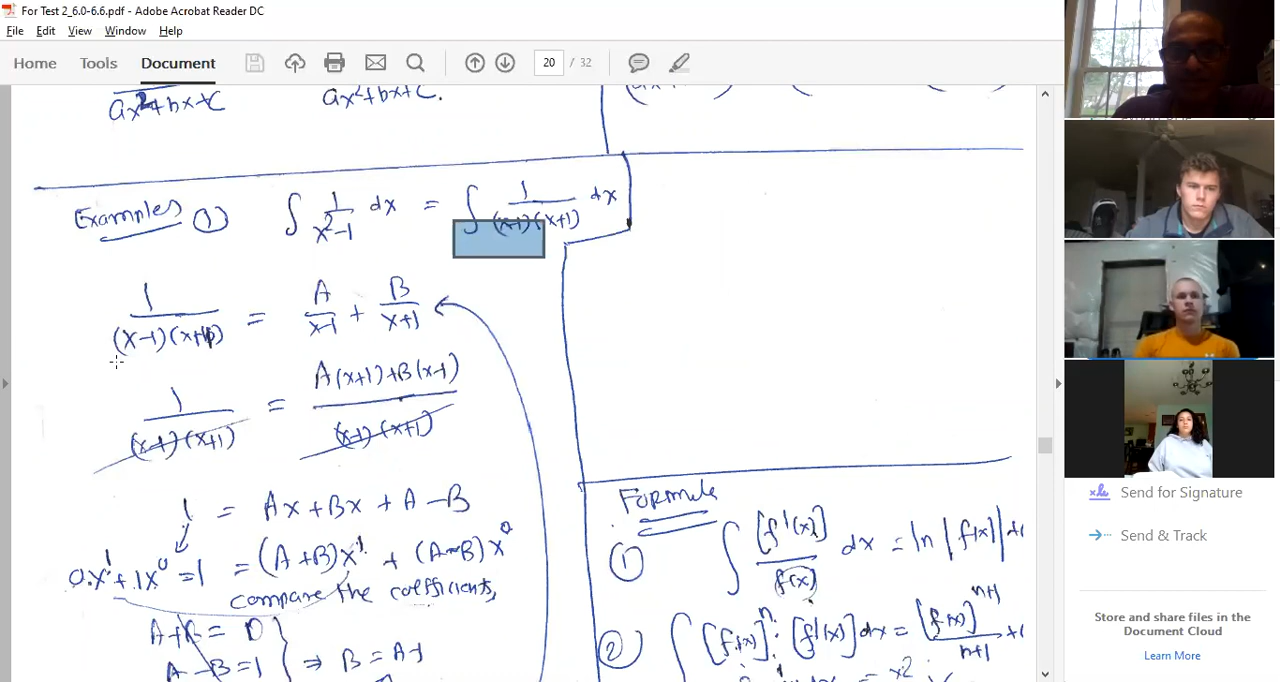 For Test 2_6.0-6.6.pdf - Adobe Acrobat Reader DC
File Edit View Window Help
Home Tools Document 20 / 32
ax²+bx+c ax²+bx+c.
Examples ① ∫ 1/(x²-1) dx = ∫ 1/((x-1)(x+1)) dx
1/((x-1)(x+1)) = A/(x-1) + B/(x+1)
1/((x-1)(x+1)) = (A(x+1)+B(x-1))/((x-1)(x+1))
1 = Ax+Bx+A-B
0.x¹+1x⁰=1 = (A+B)x¹ + (A-B)x⁰
compare the coefficients,
A+B = 0
A-B=1 } ⇒ B = A-1
Formula
① ∫ [f'(x)]/f(x) dx = ln |f(x)| +c
② ∫ [f(x)]ⁿ. [f'(x)] dx = [f(x)]ⁿ⁺¹/(n+1) +c
Send for Signature
Send & Track
Store and share files in the
Document Cloud
Learn More